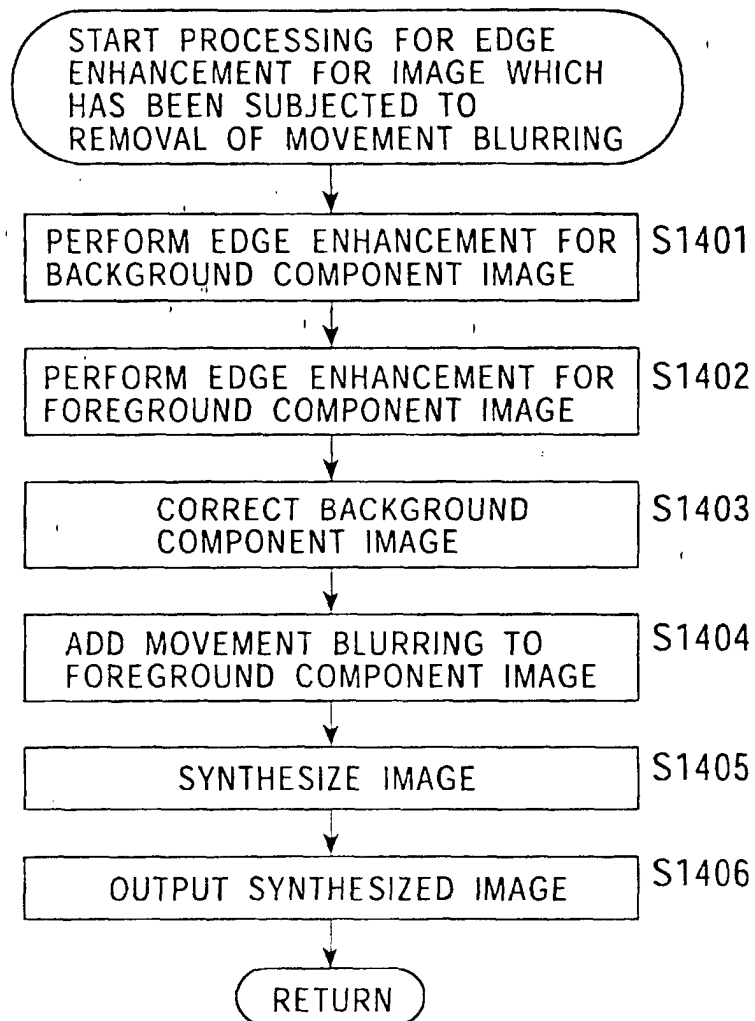 START PROCESSING FOR EDGE
ENHANCEMENT FOR IMAGE WHICH
HAS BEEN SUBJECTED TO
REMOVAL OF MOVEMENT BLURRING
PERFORM EDGE ENHANCEMENT FOR
BACKGROUND COMPONENT IMAGE
S1401
PERFORM EDGE ENHANCEMENT FOR
FOREGROUND COMPONENT IMAGE
S1402
CORRECT BACKGROUND
COMPONENT IMAGE
S1403
ADD MOVEMENT BLURRING TO
FOREGROUND COMPONENT IMAGE
S1404
SYNTHESIZE IMAGE
S1405
OUTPUT SYNTHESIZED IMAGE
S1406
RETURN